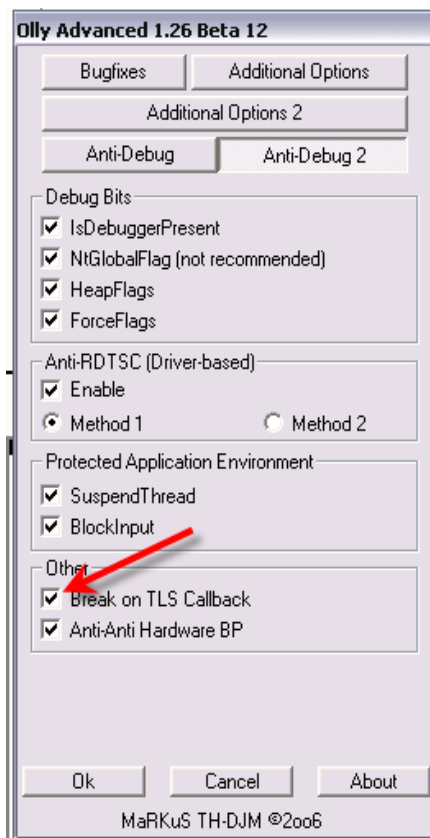 Olly Advanced 1.26 Beta 12
Bugfixes Additional Options
Additional Options 2
Anti-Debug Anti-Debug 2
Debug Bits
IsDebuggerPresent
NtGlobalFlag (not recommended)
HeapFlags
ForceFlags
Anti-RDTSC (Driver-based)
Enable
Method 1 Method 2
Protected Application Environment
SuspendThread
BlockInput
Other
Break on TLS Callback
Anti-Anti Hardware BP
Ok Cancel About
MaRKuS TH-DJM ©2oo6